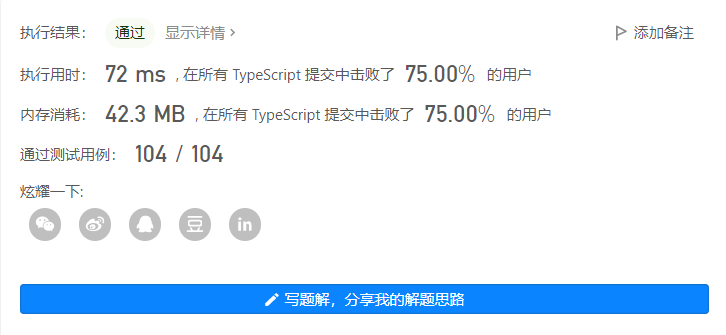 执行结果： 通过 显示详情 › 添加备注
执行用时： 72 ms , 在所有 TypeScript 提交中击败了 75.00% 的用户
内存消耗： 42.3 MB , 在所有 TypeScript 提交中击败了 75.00% 的用户
通过测试用例： 104 / 104
炫耀一下:
豆 in
写题解，分享我的解题思路